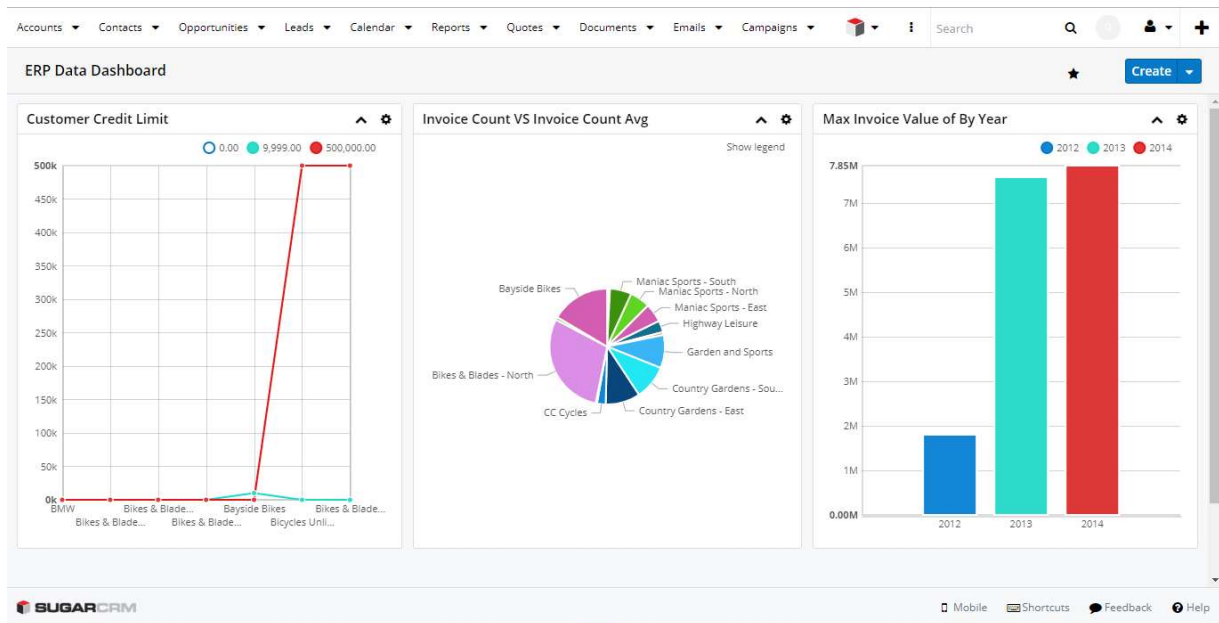 Accounts Contacts Opportunities Leads Calendar Reports Quotes Documents Emails Campaigns Search
ERP Data Dashboard
Create
Customer Credit Limit
0.00 9,999.00 500,000.00
500k
450k
400k
350k
300k
250k
200k
150k
100k
50k
0k
BMW Bikes & Blade... Bayside Bikes Bikes & Blade...
Bikes & Blade... Bikes & Blade... Bicycles Unli...
Invoice Count VS Invoice Count Avg
Show legend
Maniac Sports - South
Bayside Bikes
Maniac Sports - North
Maniac Sports - East
Highway Leisure
Garden and Sports
Bikes & Blades - North
Country Gardens - Sou...
CC Cycles
Country Gardens - East
Max Invoice Value of By Year
2012 2013 2014
7.85M
7M
6M
5M
4M
3M
2M
1M
0.00M
2012 2013 2014
SUGARCRM
Mobile Shortcuts Feedback Help